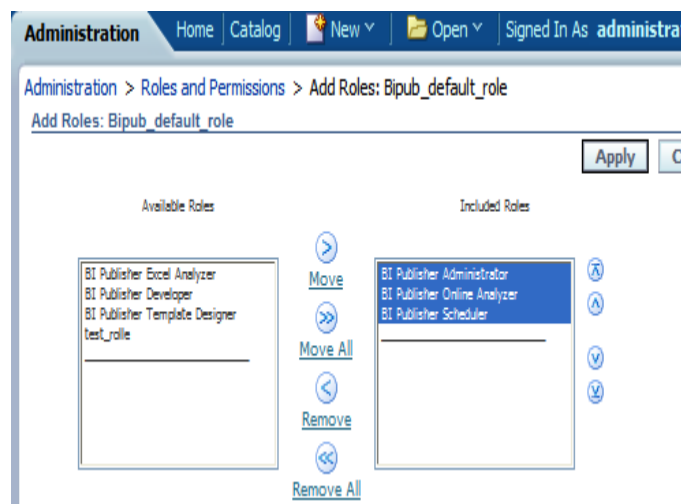 Administration Home Catalog New Open Signed In As administra
Administration > Roles and Permissions > Add Roles: Bipub_default_role
Add Roles: Bipub_default_role
Apply C
Available Roles Included Roles
BI Publisher Excel Analyzer
BI Publisher Developer
BI Publisher Template Designer
test_rolle
Move
Move All
Remove
Remove All
BI Publisher Administrator
BI Publisher Online Analyzer
BI Publisher Scheduler